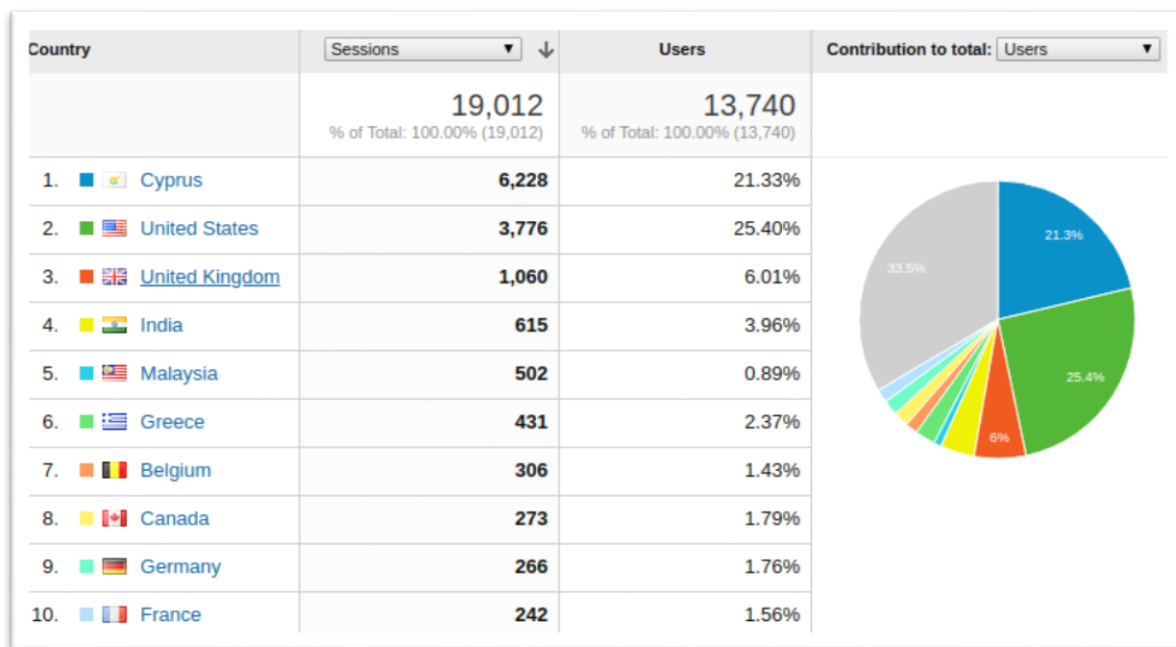 Country Sessions Users Contribution to total: Users
19,012 13,740
% of Total: 100.00% (19,012) % of Total: 100.00% (13,740)
1. Cyprus 6,228 21.33%
2. United States 3,776 25.40%
3. United Kingdom 1,060 6.01%
4. India 615 3.96%
5. Malaysia 502 0.89%
6. Greece 431 2.37%
7. Belgium 306 1.43%
8. Canada 273 1.79%
9. Germany 266 1.76%
10. France 242 1.56%
21.3%
33.5%
25.4%
6%